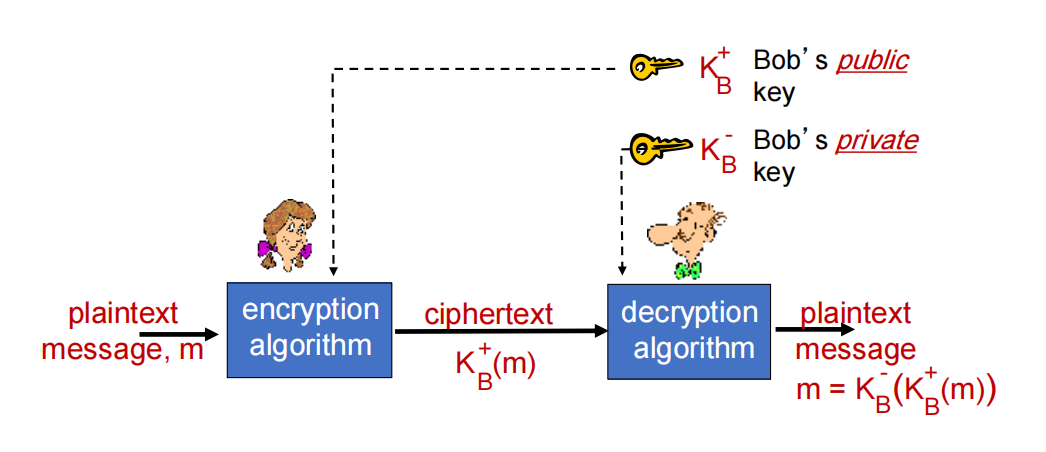 K_B^+ Bob's public
key
K_B^- Bob's private
key
plaintext
message, m
encryption
algorithm
ciphertext
K_B^+(m)
decryption
algorithm
plaintext
message
m = K_B^-(K_B^+(m))